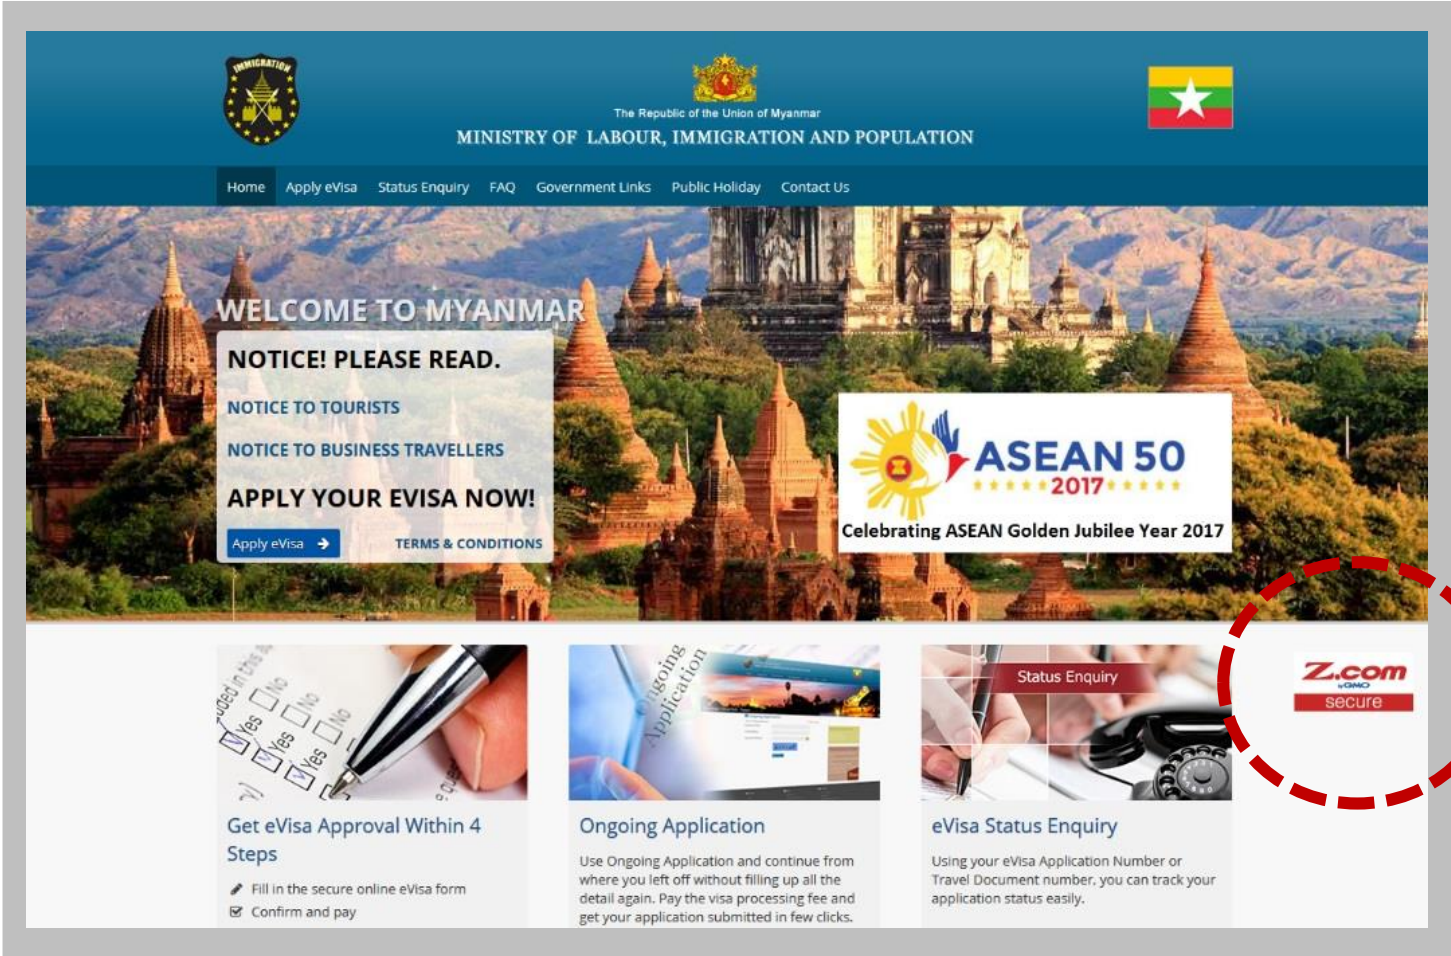 IMMIGRATION
The Republic of the Union of Myanmar
MINISTRY OF LABOUR, IMMIGRATION AND POPULATION
Home Apply eVisa Status Enquiry FAQ Government Links Public Holiday Contact Us
WELCOME TO MYANMAR
NOTICE! PLEASE READ.
NOTICE TO TOURISTS
NOTICE TO BUSINESS TRAVELLERS
APPLY YOUR EVISA NOW!
Apply eVisa
TERMS & CONDITIONS
ASEAN 50
2017
Celebrating ASEAN Golden Jubilee Year 2017
Z.com
by GMO
secure
No
No
No
Yes
Yes
Yes
Ongoing
Application
Status Enquiry
Get eVisa Approval Within 4
Steps
Fill in the secure online eVisa form
Confirm and pay
Ongoing Application
Use Ongoing Application and continue from
where you left off without filling up all the
detail again. Pay the visa processing fee and
get your application submitted in few clicks.
eVisa Status Enquiry
Using your eVisa Application Number or
Travel Document number, you can track your
application status easily.